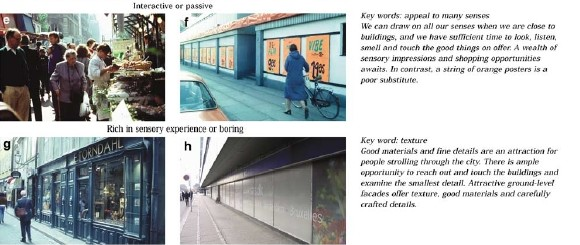 Interactive or passive
e
f
Key words: appeal to many senses
We can draw on all our senses when we are close to
buildings, and we have sufficient time to look, listen,
smell and touch the good things on offer. A wealth of
sensory impressions and shopping opportunities
awaits. In contrast, a string of orange posters is a
poor substitute.
Rich in sensory experience or boring
g
h
Key word: texture
Good materials and fine details are an attraction for
people strolling through the city. There is ample
opportunity to reach out and touch the buildings and
examine the smallest detail. Attractive ground-level
facades offer texture, good materials and carefully
crafted details.